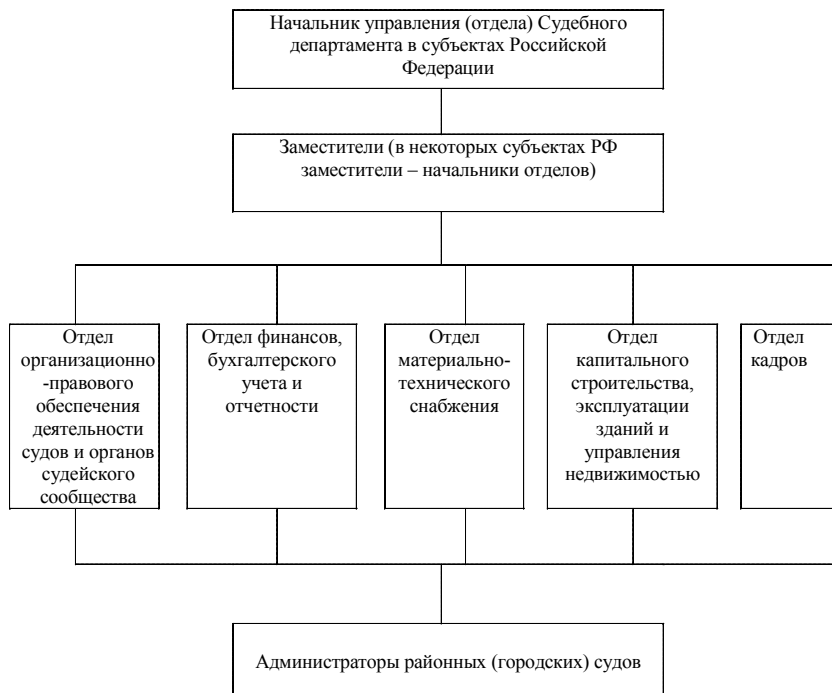 Начальник управления (отдела) Судебного
департамента в субъектах Российской
Федерации
Заместители (в некоторых субъектах РФ
заместители – начальники отделов)
Отдел
организационно
-правового
обеспечения
деятельности
судов и органов
судейского
сообщества
Отдел финансов,
бухгалтерского
учета и
отчетности
Отдел
материально-
технического
снабжения
Отдел
капитального
строительства,
эксплуатации
зданий и
управления
недвижимостью
Отдел
кадров
Администраторы районных (городских) судов